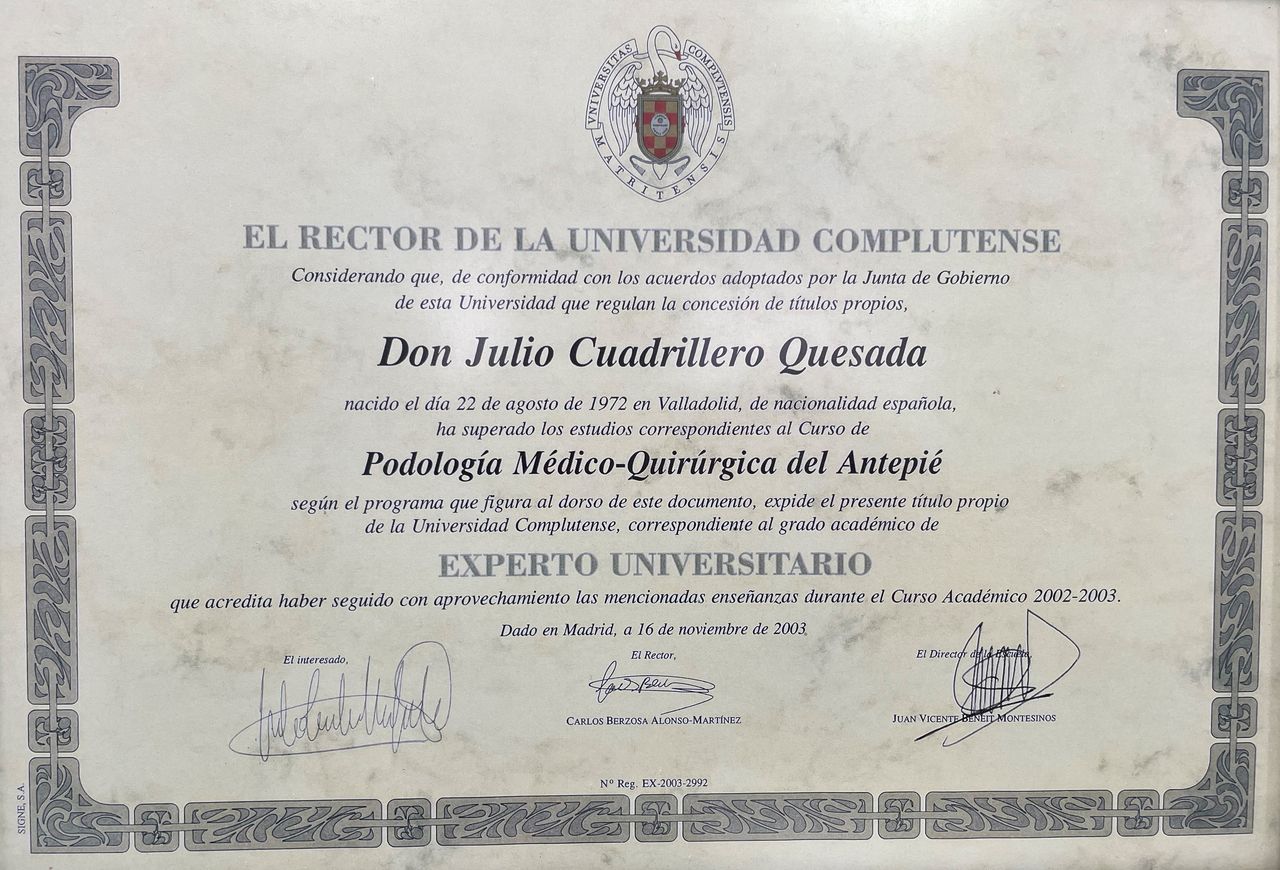 VNIVERSITAS COMPLVTENSIS
MATRITENSIS
EL RECTOR DE LA UNIVERSIDAD COMPLUTENSE
Considerando que, de conformidad con los acuerdos adoptados por la Junta de Gobierno
de esta Universidad que regulan la concesión de títulos propios,
Don Julio Cuadrillero Quesada
nacido el día 22 de agosto de 1972 en Valladolid, de nacionalidad española,
ha superado los estudios correspondientes al Curso de
Podología Médico-Quirúrgica del Antepié
según el programa que figura al dorso de este documento, expide el presente título propio
de la Universidad Complutense, correspondiente al grado académico de
EXPERTO UNIVERSITARIO
que acredita haber seguido con aprovechamiento las mencionadas enseñanzas durante el Curso Académico 2002-2003.
Dado en Madrid, a 16 de noviembre de 2003
El interesado,
El Rector,
El Director de la Escuela,
CARLOS BERZOSA ALONSO-MARTÍNEZ
JUAN VICENTE BENEIT MONTESINOS
Nº Reg. EX-2003-2992
SIGNE, S.A.